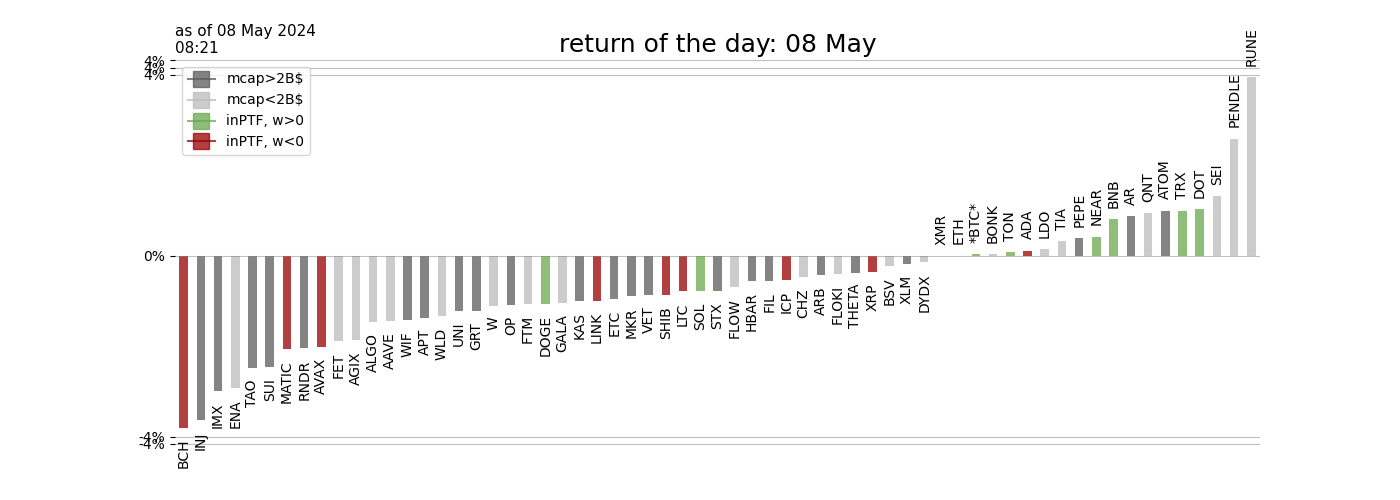 as of 08 May 2024
08:21
return of the day: 08 May
4%
4%
4%
mcap>2B$
mcap<2B$
inPTF, w>0
inPTF, w<0
0%
-4%
-4%
BCH
INJ
IMX
ENA
TAO
SUI
MATIC
RNDR
AVAX
FET
AGIX
ALGO
AAVE
WIF
APT
WLD
UNI
GRT
W
OP
FTM
DOGE
GALA
KAS
LINK
ETC
MKR
VET
SHIB
LTC
SOL
STX
FLOW
HBAR
FIL
ICP
CHZ
ARB
FLOKI
THETA
XRP
BSV
XLM
DYDX
XMR
ETH
*BTC*
BONK
TON
ADA
LDO
TIA
PEPE
NEAR
BNB
AR
QNT
ATOM
TRX
DOT
SEI
PENDLE
RUNE